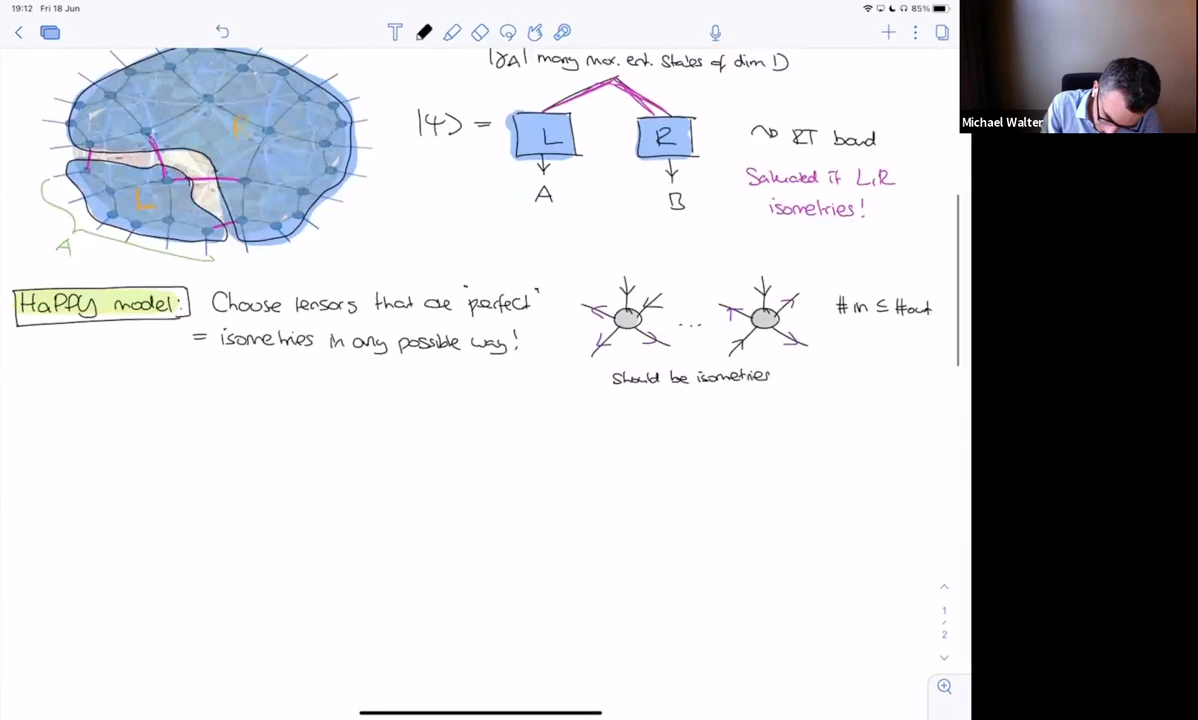 19:12 Fri 18 Jun
85%
|γA| many max. ent. states of dim D
|ψ⟩ =
L
R
A
B
~> RT bound
Saturated if L,R
isometries!
R
L
A
Michael Walter
HaPPY model:
Choose tensors that are "perfect"
= isometries in any possible way!
...
# in ≤ # out
should be isometries
1
/
2